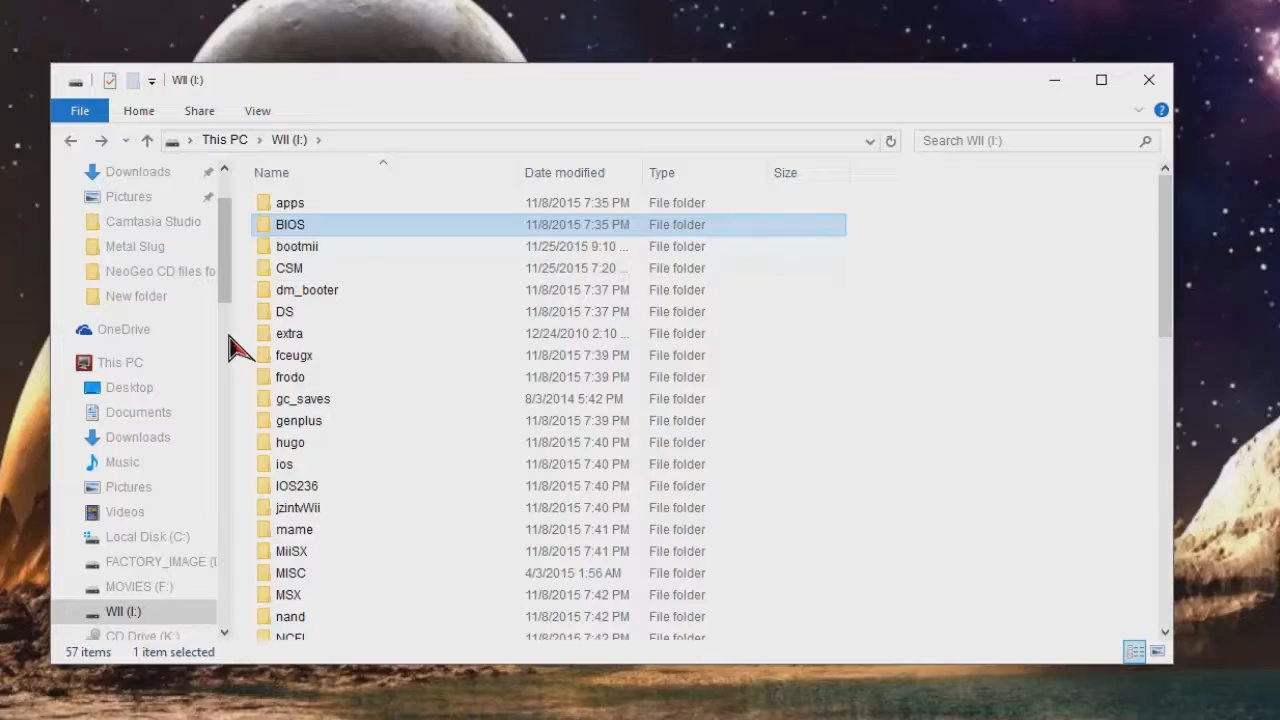 WII (I:)
File Home Share View
This PC WII (I:)
Search WII (I:)
Downloads
Pictures
Camtasia Studio
Metal Slug
NeoGeo CD files fo
New folder
OneDrive
This PC
Desktop
Documents
Downloads
Music
Pictures
Videos
Local Disk (C:)
FACTORY_IMAGE (
MOVIES (F:)
WII (I:)
CD Drive (K:)
Name Date modified Type Size
apps 11/8/2015 7:35 PM File folder
BIOS 11/8/2015 7:35 PM File folder
bootmii 11/25/2015 9:10 ... File folder
CSM 11/25/2015 7:20 ... File folder
dm_booter 11/8/2015 7:37 PM File folder
DS 11/8/2015 7:37 PM File folder
extra 12/24/2010 2:10 ... File folder
fceugx 11/8/2015 7:39 PM File folder
frodo 11/8/2015 7:39 PM File folder
gc_saves 8/3/2014 5:42 PM File folder
genplus 11/8/2015 7:39 PM File folder
hugo 11/8/2015 7:40 PM File folder
ios 11/8/2015 7:40 PM File folder
IOS236 11/8/2015 7:40 PM File folder
jzintvWii 11/8/2015 7:40 PM File folder
mame 11/8/2015 7:41 PM File folder
MiiSX 11/8/2015 7:41 PM File folder
MISC 4/3/2015 1:56 AM File folder
MSX 11/8/2015 7:42 PM File folder
nand 11/8/2015 7:42 PM File folder
11/8/2015 7:42 PM File folder
57 items 1 item selected